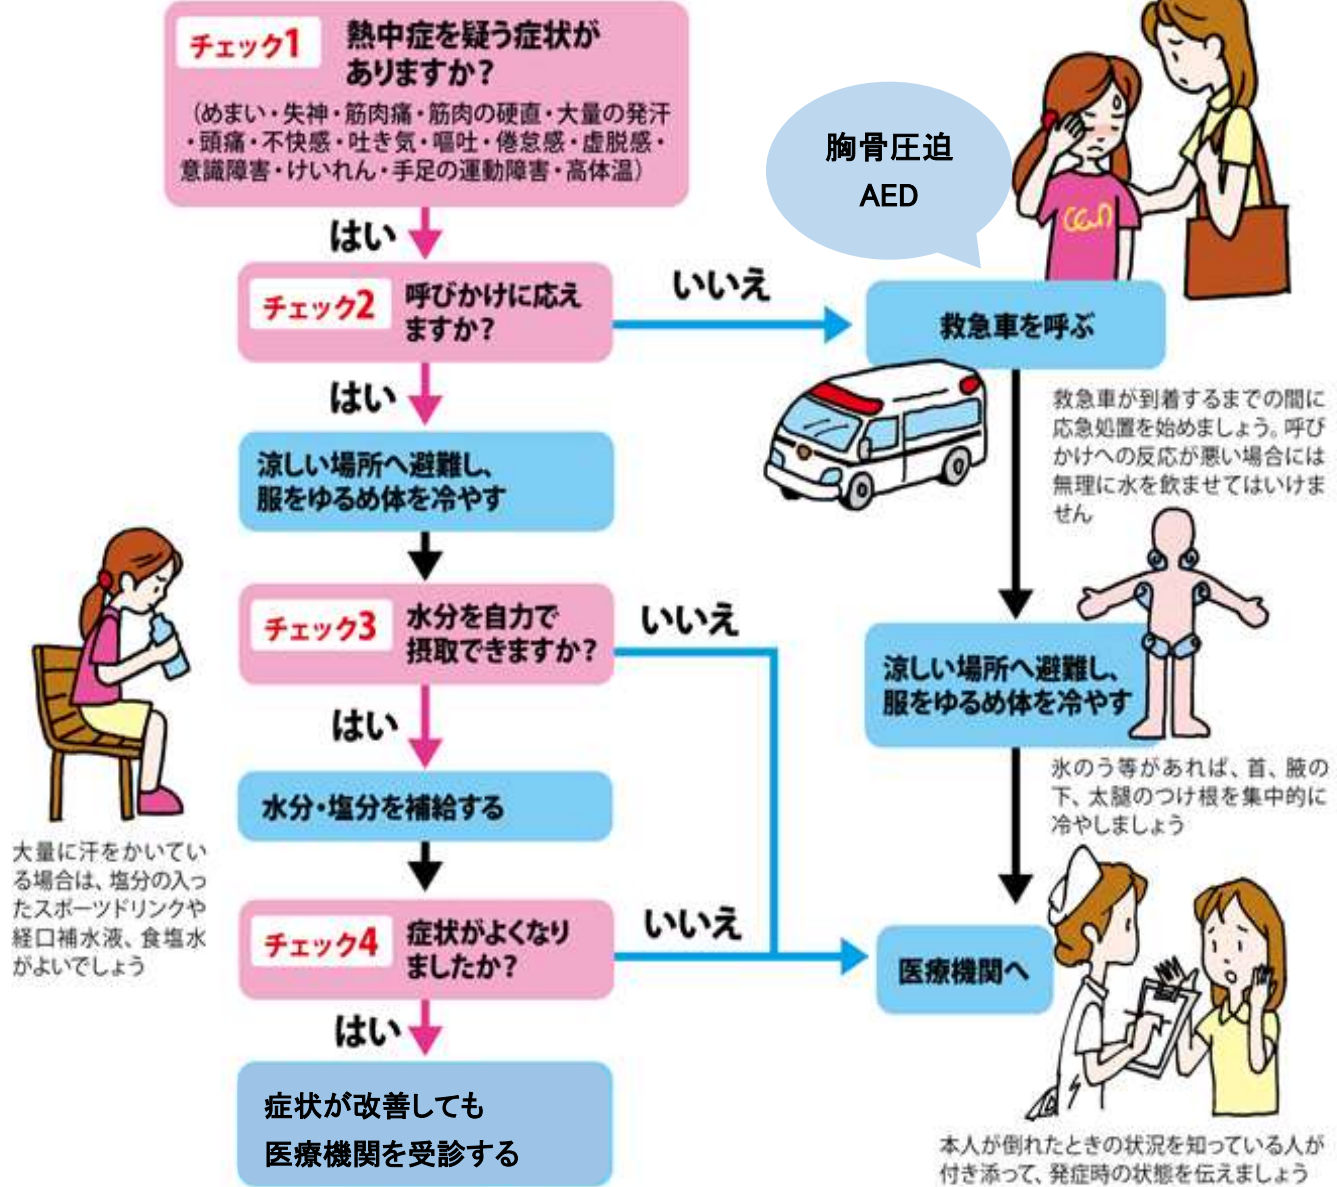 チェック1
熱中症を疑う症状が
ありますか?
(めまい・失神・筋肉痛・筋肉の硬直・大量の発汗
・頭痛・不快感・吐き気・嘔吐・倦怠感・虚脱感・
意識障害・けいれん・手足の運動障害・高体温)
胸骨圧迫
AED
はい
チェック2
呼びかけに応え
ますか?
いいえ
救急車を呼ぶ
はい
救急車が到着するまでの間に
応急処置を始めましょう。呼び
かけへの反応が悪い場合には
無理に水を飲ませてはいけま
せん
涼しい場所へ避難し、
服をゆるめ体を冷やす
チェック3
水分を自力で
摂取できますか?
いいえ
涼しい場所へ避難し、
服をゆるめ体を冷やす
はい
氷のう等があれば、首、腋の
下、太腿のつけ根を集中的に
冷やしましょう
水分・塩分を補給する
大量に汗をかいてい
る場合は、塩分の入っ
たスポーツドリンクや
経口補水液、食塩水
がよいでしょう
チェック4
症状がよくなり
ましたか?
いいえ
医療機関へ
はい
症状が改善しても
医療機関を受診する
本人が倒れたときの状況を知っている人が
付き添って、発症時の状態を伝えましょう